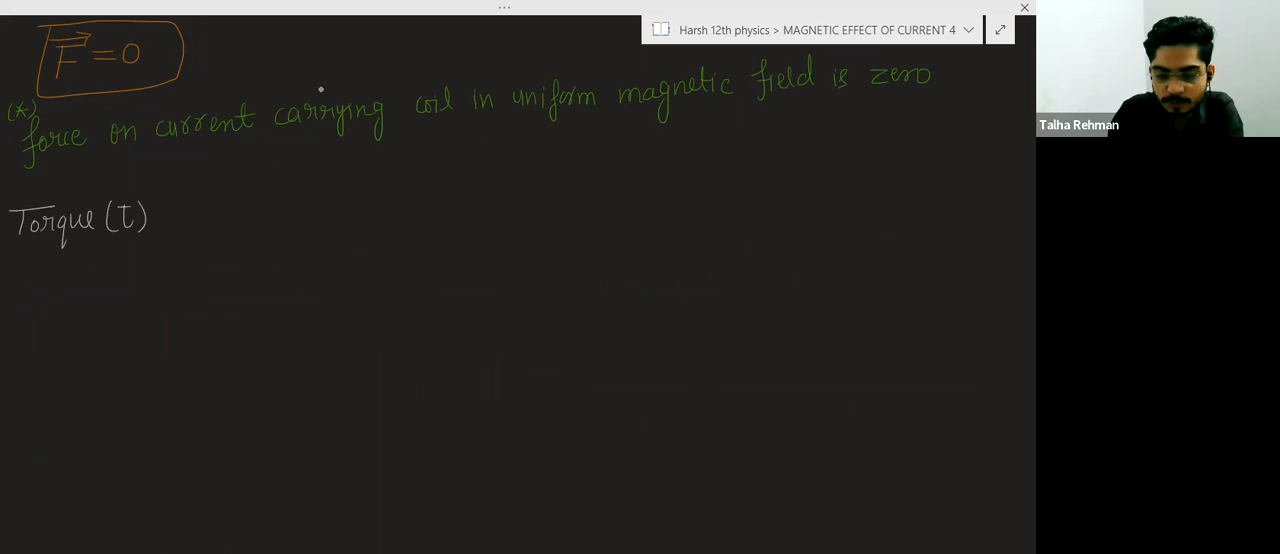 Harsh 12th physics > MAGNETIC EFFECT OF CURRENT 4
F = 0
(*)
force on current carrying coil in uniform magnetic field is zero
Talha Rehman
Torque (τ)